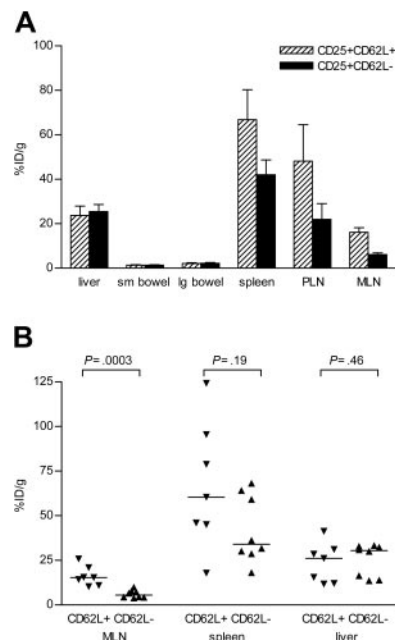 A
100
80
60
40
20
0
%ID/g
CD25+CD62L+
CD25+CD62L-
liver sm bowel lg bowel spleen PLN MLN
B
P= .0003 P= .19 P= .46
125
100
75
50
25
0
%ID/g
CD62L+ CD62L- CD62L+ CD62L- CD62L+ CD62L-
MLN spleen liver